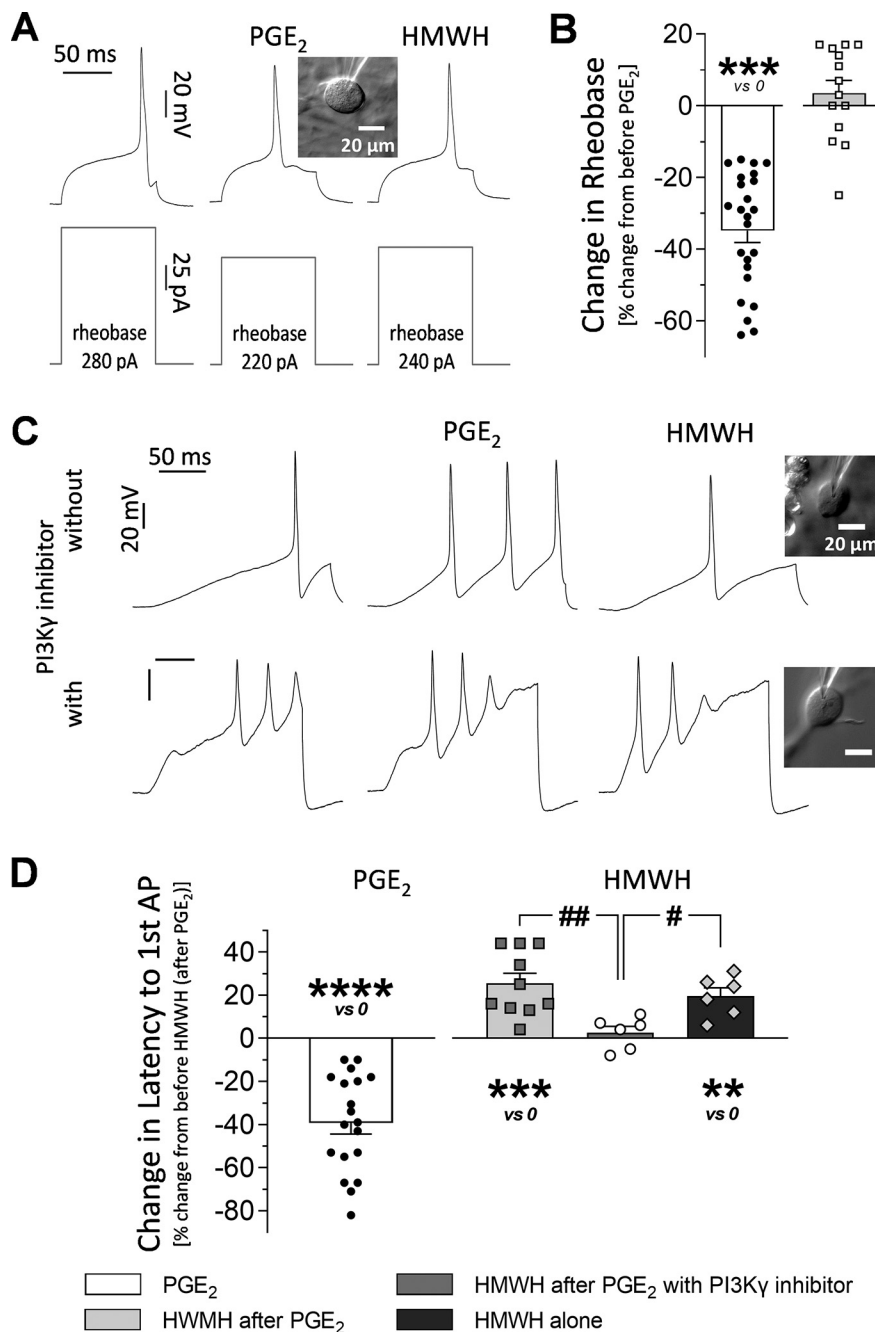 A
50 ms
20 mV
PGE2
HMWH
20 µm
25 pA
rheobase
280 pA
rheobase
220 pA
rheobase
240 pA
B
Change in Rheobase
[% change from before PGE2]
20
0
-20
-40
-60
***
vs 0
C
PGE2
HMWH
50 ms
20 mV
PI3Kγ inhibitor
without
with
20 µm
D
PGE2
HMWH
Change in Latency to 1st AP
[% change from before HMWH (after PGE2)]
40
20
0
-20
-40
-60
-80
****
vs 0
##
#
***
vs 0
**
vs 0
PGE2
HWMH after PGE2
HMWH after PGE2 with PI3Kγ inhibitor
HMWH alone